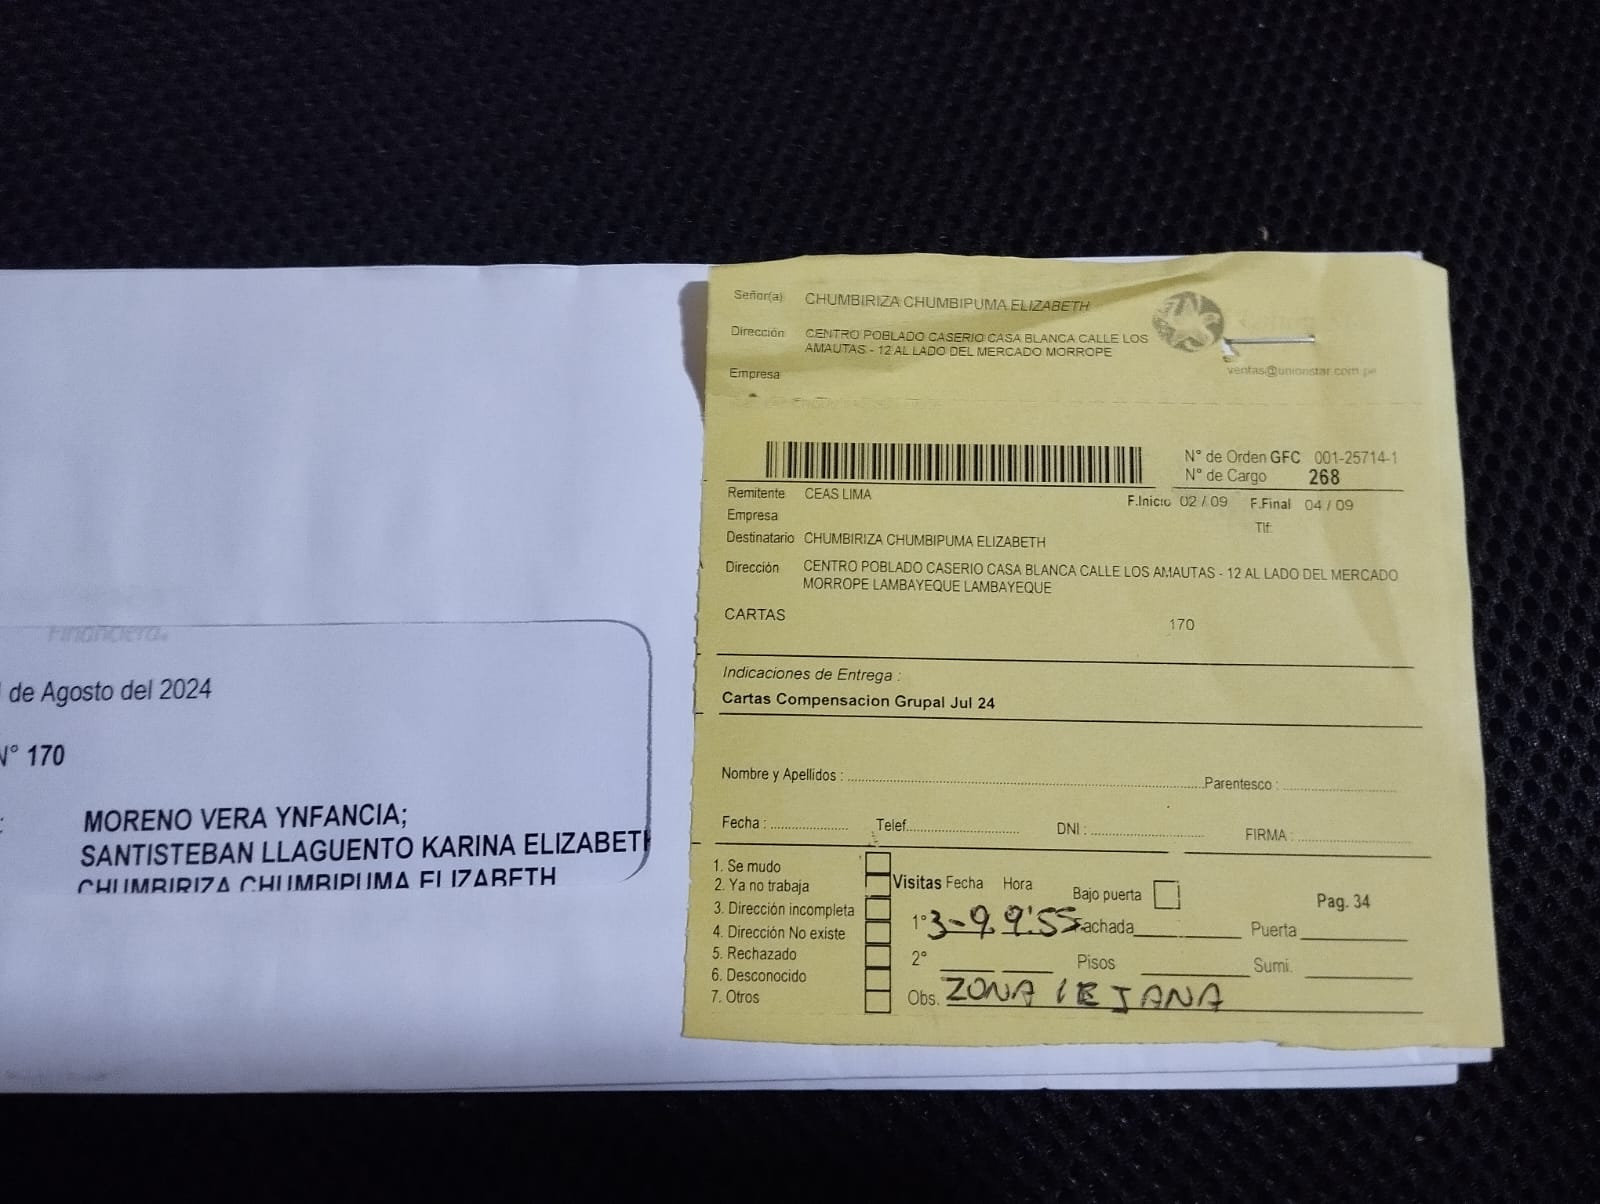 Financiera.
de Agosto del 2024
N° 170
:
MORENO VERA YNFANCIA;
SANTISTEBAN LLAGUENTO KARINA ELIZABETH
CHUMBIRIZA CHUMBIPUMA ELIZABETH
Señor(a) CHUMBIRIZA CHUMBIPUMA ELIZABETH
Dirección CENTRO POBLADO CASERIO CASA BLANCA CALLE LOS
AMAUTAS - 12 AL LADO DEL MERCADO MORROPE
ventas@unionstar.com.pe
Empresa
N° de Orden GFC 001-25714-1
N° de Cargo 268
Remitente CEAS LIMA
F.Inicio 02 / 09 F.Final 04 / 09
Empresa
Tlf:
Destinatario CHUMBIRIZA CHUMBIPUMA ELIZABETH
Dirección CENTRO POBLADO CASERIO CASA BLANCA CALLE LOS AMAUTAS - 12 AL LADO DEL MERCADO
MORROPE LAMBAYEQUE LAMBAYEQUE
CARTAS 170
Indicaciones de Entrega :
Cartas Compensacion Grupal Jul 24
Nombre y Apellidos : Parentesco :
Fecha : Telef. DNI : FIRMA :
1. Se mudo
2. Ya no trabaja
3. Dirección incompleta
4. Dirección No existe
5. Rechazado
6. Desconocido
7. Otros
Visitas Fecha Hora Bajo puerta Pag. 34
1° 3-9 9:55 Fachada Puerta
2° Pisos Sumi.
Obs. ZONA LEJANA